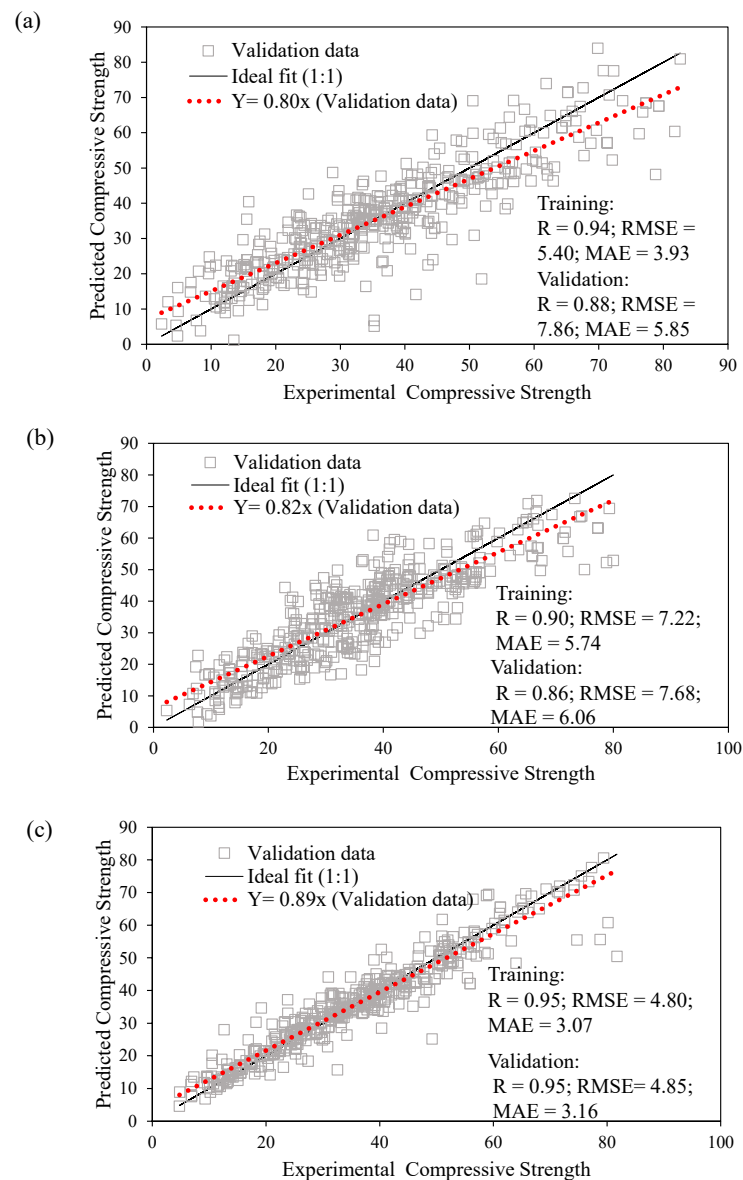 (a)
90
80
70
60
50
40
30
20
10
0
Predicted Compressive Strength
Validation data
Ideal fit (1:1)
Y= 0.80x (Validation data)
Training:
R = 0.94; RMSE =
5.40; MAE = 3.93
Validation:
R = 0.88; RMSE =
7.86; MAE = 5.85
0 10 20 30 40 50 60 70 80 90
Experimental Compressive Strength
(b)
90
80
70
60
50
40
30
20
10
0
Predicted Compressive Strength
Validation data
Ideal fit (1:1)
Y= 0.82x (Validation data)
Training:
R = 0.90; RMSE = 7.22;
MAE = 5.74
Validation:
R = 0.86; RMSE = 7.68;
MAE = 6.06
0 20 40 60 80 100
Experimental Compressive Strength
(c)
90
80
70
60
50
40
30
20
10
0
Predicted Compressive Strength
Validation data
Ideal fit (1:1)
Y= 0.89x (Validation data)
Training:
R = 0.95; RMSE = 4.80;
MAE = 3.07
Validation:
R = 0.95; RMSE= 4.85;
MAE = 3.16
0 20 40 60 80 100
Experimental Compressive Strength